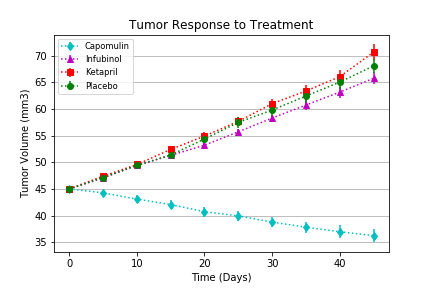 Tumor Response to Treatment
Capomulin
Infubinol
Ketapril
Placebo
Tumor Volume (mm3)
70
65
60
55
50
45
40
35
0 10 20 30 40
Time (Days)